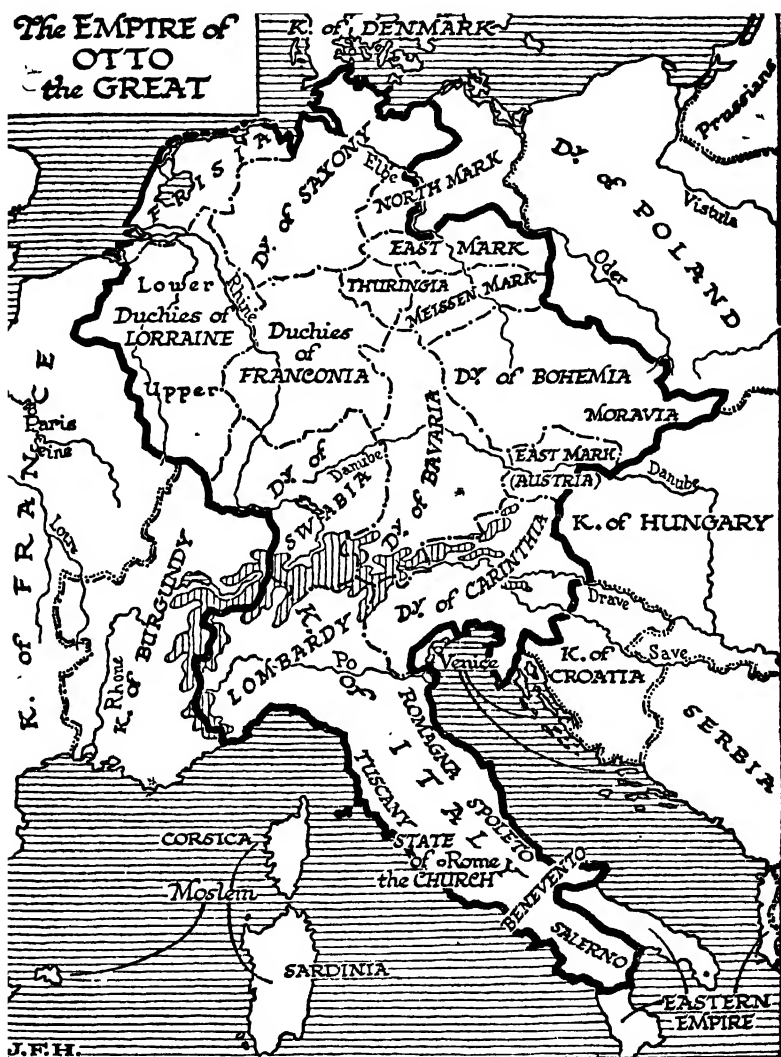 The EMPIRE of
OTTO
the GREAT
K. of DENMARK
Prussians
FRISIA
Dy. of SAXONY
Elbe
NORTH MARK
Dy. of POLAND
Vistula
EAST MARK
Oder
Lower
Duchies of
LORRAINE
Upper
Rhine
THURINGIA
MEISSEN MARK
Duchies
of
FRANCONIA
Dy. of BOHEMIA
MORAVIA
K. of FRANCE
Paris
Seine
Loire
Dy. of
SWABIA
Danube
Dy. of BAVARIA
EAST MARK
(AUSTRIA)
Danube
K. of HUNGARY
K. of BURGUNDY
Rhone
Dy. of CARINTHIA
Drave
Save
K. of ITALY
LOMBARDY
Po
Venice
K. of
CROATIA
SERBIA
ROMAGNA
TUSCANY
SPOLETO
STATE
of Rome
the CHURCH
BENEVENTO
SALERNO
CORSICA
Moslem
SARDINIA
EASTERN
EMPIRE
J.F.H.